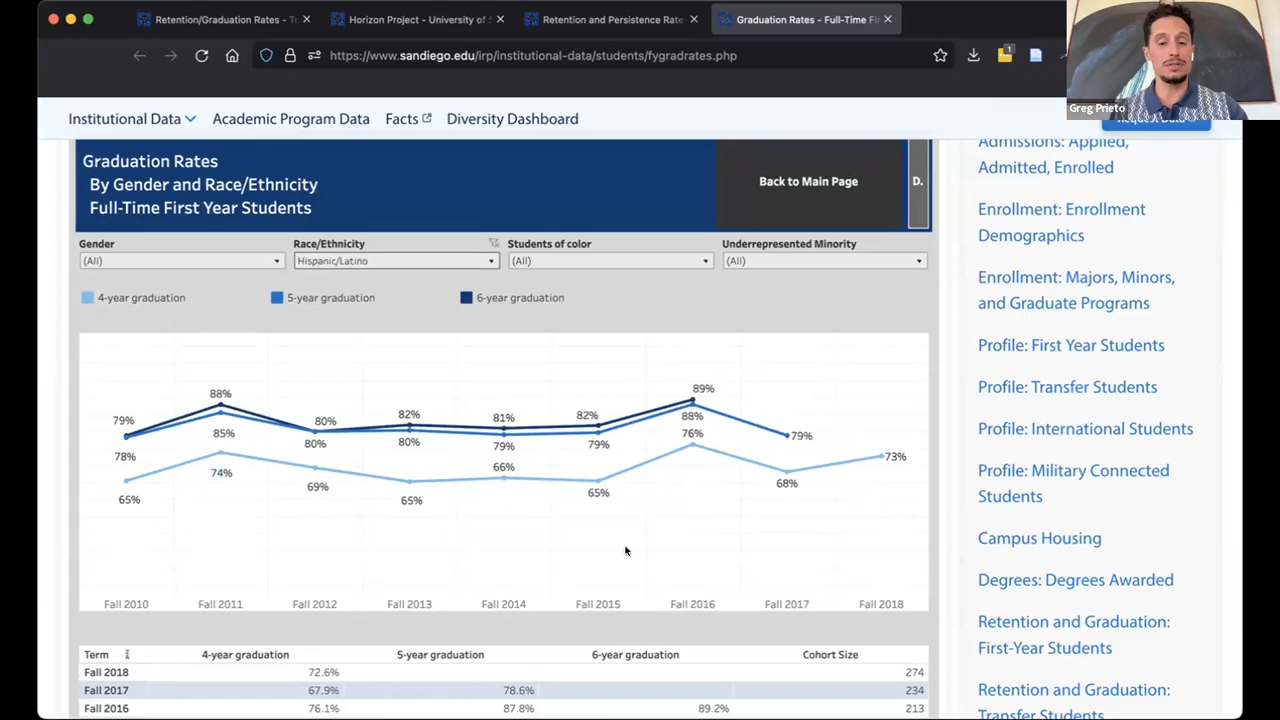 Retention/Graduation Rates - T
Horizon Project - University of S
Retention and Persistence Rate
Graduation Rates – Full-Time Fir
https://www.sandiego.edu/irp/institutional-data/students/fygradrates.php
1
Greg Prieto
Institutional Data
Academic Program Data
Facts
Diversity Dashboard
Request Data
Graduation Rates
By Gender and Race/Ethnicity
Full-Time First Year Students
Back to Main Page
D.
Gender
Race/Ethnicity
Students of color
Underrepresented Minority
(All)
Hispanic/Latino
(All)
(All)
4-year graduation
5-year graduation
6-year graduation
79% 88% 80% 82% 81% 82% 89%
78% 85% 80% 80% 79% 79% 88% 79%
65% 74% 69% 65% 66% 65% 76% 68% 73%
Fall 2010 Fall 2011 Fall 2012 Fall 2013 Fall 2014 Fall 2015 Fall 2016 Fall 2017 Fall 2018
Term 4-year graduation 5-year graduation 6-year graduation Cohort Size
Fall 2018 72.6% 274
Fall 2017 67.9% 78.6% 234
Fall 2016 76.1% 87.8% 89.2% 213
Admissions: Applied,
Admitted, Enrolled
Enrollment: Enrollment
Demographics
Enrollment: Majors, Minors,
and Graduate Programs
Profile: First Year Students
Profile: Transfer Students
Profile: International Students
Profile: Military Connected
Students
Campus Housing
Degrees: Degrees Awarded
Retention and Graduation:
First-Year Students
Retention and Graduation:
Transfer Students